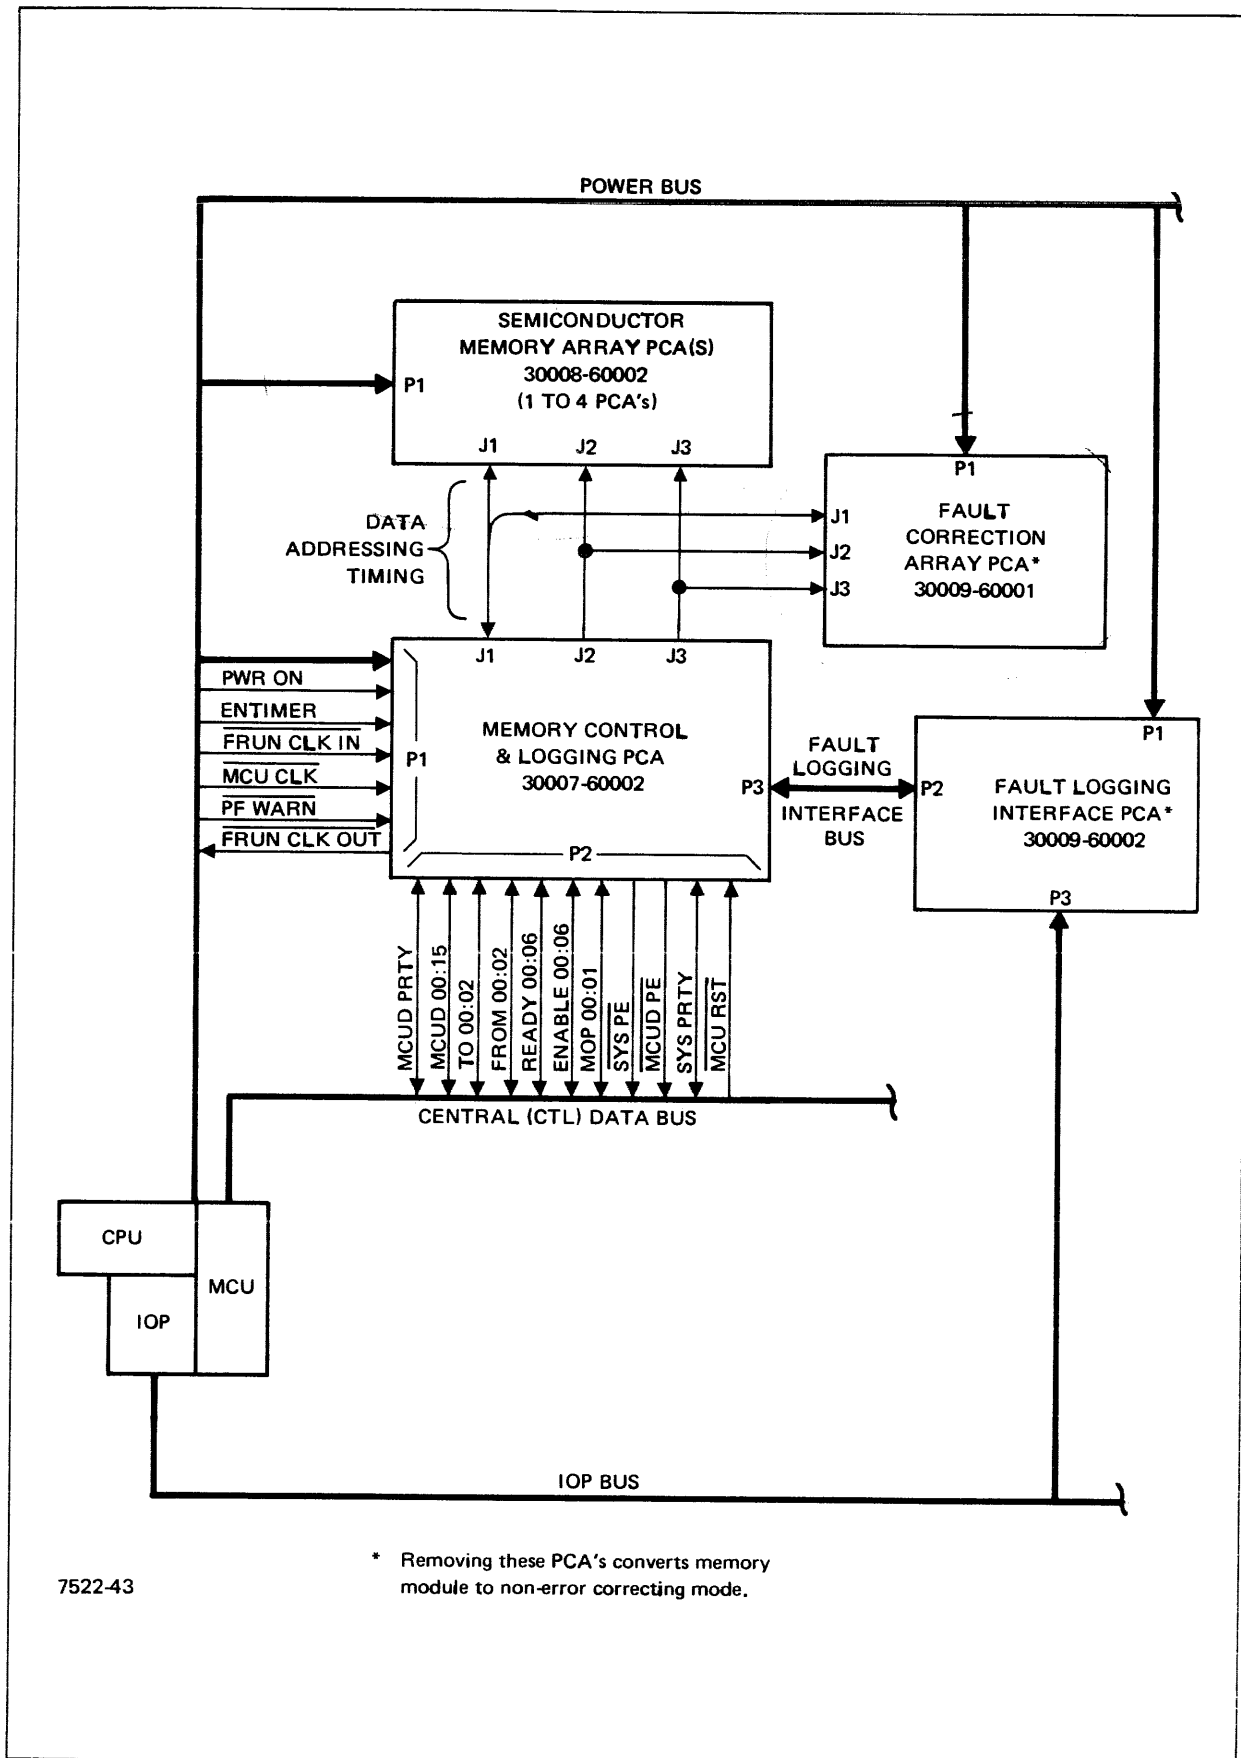 POWER BUS
SEMICONDUCTOR
MEMORY ARRAY PCA(S)
30008-60002
(1 TO 4 PCA's)
P1
J1 J2 J3
DATA
ADDRESSING
TIMING
P1
FAULT
CORRECTION
ARRAY PCA*
30009-60001
J1
J2
J3
J1 J2 J3
PWR ON
ENTIMER
FRUN CLK IN
MCU CLK
PF WARN
FRUN CLK OUT
P1
MEMORY CONTROL
& LOGGING PCA
30007-60002
P3
P2
FAULT
LOGGING
INTERFACE
BUS
P1
P2
FAULT LOGGING
INTERFACE PCA*
30009-60002
P3
MCUD PRTY
MCUD 00:15
TO 00:02
FROM 00:02
READY 00:06
ENABLE 00:06
MOP 00:01
SYS PE
MCUD PE
SYS PRTY
MCU RST
CENTRAL (CTL) DATA BUS
CPU
MCU
IOP
IOP BUS
* Removing these PCA's converts memory
module to non-error correcting mode.
7522-43